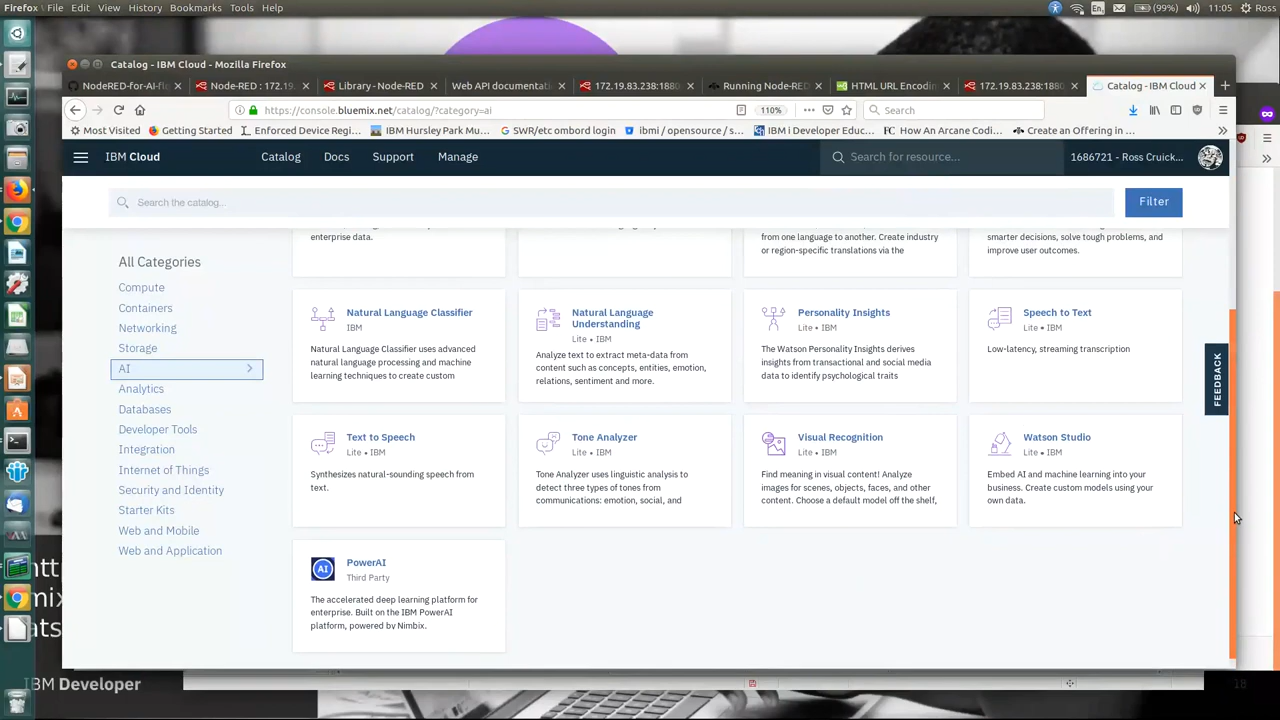 Firefox File Edit View History Bookmarks Tools Help
En (99%) 11:05 Ross
Catalog - IBM Cloud - Mozilla Firefox
NodeRED-for-AI-fi
Node-RED : 172.19.
Library - Node-RED
Web API documentat
172.19.83.238:1880
Running Node-RED
HTML URL Encodin
172.19.83.238:1880
Catalog - IBM Cloud
https://console.bluemix.net/catalog/?category=ai
110%
Search
Most Visited
Getting Started
Enforced Device Regi...
IBM Hursley Park Mu...
SWR/etc ombord login
ibmi / opensource / s...
IBM i Developer Educ...
How An Arcane Codi...
Create an Offering in ...
IBM Cloud
Catalog
Docs
Support
Manage
Search for resource...
1686721 - Ross Cruick...
Search the catalog...
Filter
All Categories
Compute
Containers
Networking
Storage
AI
Analytics
Databases
Developer Tools
Integration
Internet of Things
Security and Identity
Starter Kits
Web and Mobile
Web and Application
enterprise data.
from one language to another. Create industry
or region-specific translations via the
smarter decisions, solve tough problems, and
improve user outcomes.
Natural Language Classifier
IBM
Natural Language Classifier uses advanced
natural language processing and machine
learning techniques to create custom
Natural Language
Understanding
Lite • IBM
Analyze text to extract meta-data from
content such as concepts, entities, emotion,
relations, sentiment and more.
Personality Insights
Lite • IBM
The Watson Personality Insights derives
insights from transactional and social media
data to identify psychological traits
Speech to Text
Lite • IBM
Low-latency, streaming transcription
Text to Speech
Lite • IBM
Synthesizes natural-sounding speech from
text.
Tone Analyzer
Lite • IBM
Tone Analyzer uses linguistic analysis to
detect three types of tones from
communications: emotion, social, and
Visual Recognition
Lite • IBM
Find meaning in visual content! Analyze
images for scenes, objects, faces, and other
content. Choose a default model off the shelf,
Watson Studio
Lite • IBM
Embed AI and machine learning into your
business. Create custom models using your
own data.
AI
PowerAI
Third Party
The accelerated deep learning platform for
enterprise. Built on the IBM PowerAI
platform, powered by Nimbix.
FEEDBACK
IBM Developer
18